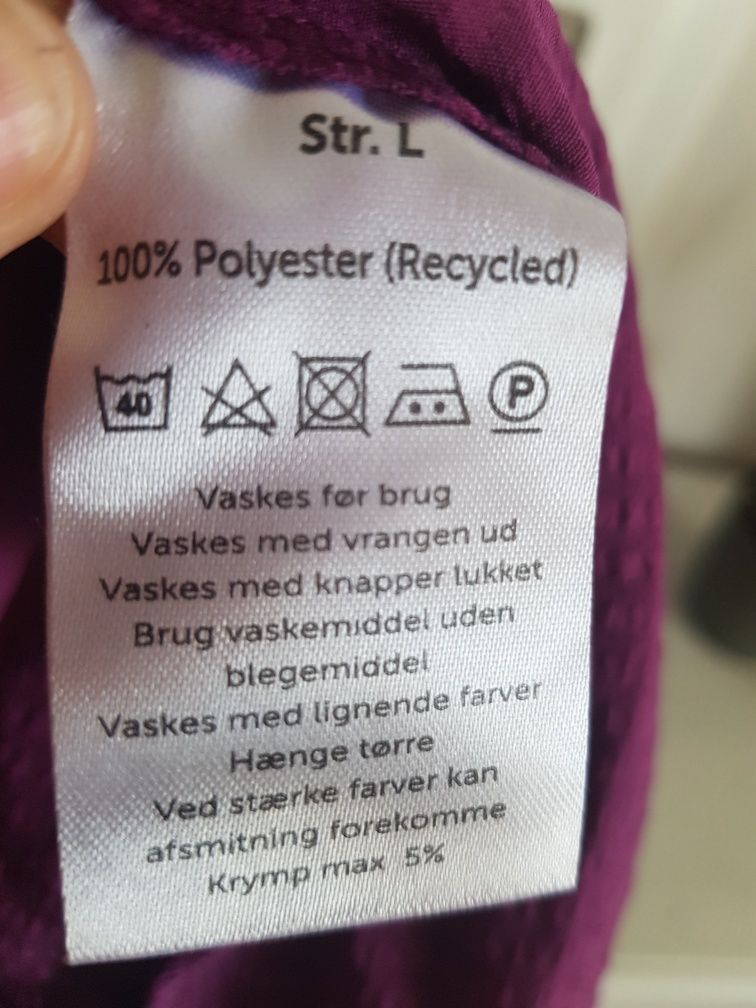 Str. L
100% Polyester (Recycled)
40 P
Vaskes før brug
Vaskes med vrangen ud
Vaskes med knapper lukket
Brug vaskemiddel uden
blegemiddel
Vaskes med lignende farver
Hænge tørre
Ved stærke farver kan
afsmitning forekomme
Krymp max 5%